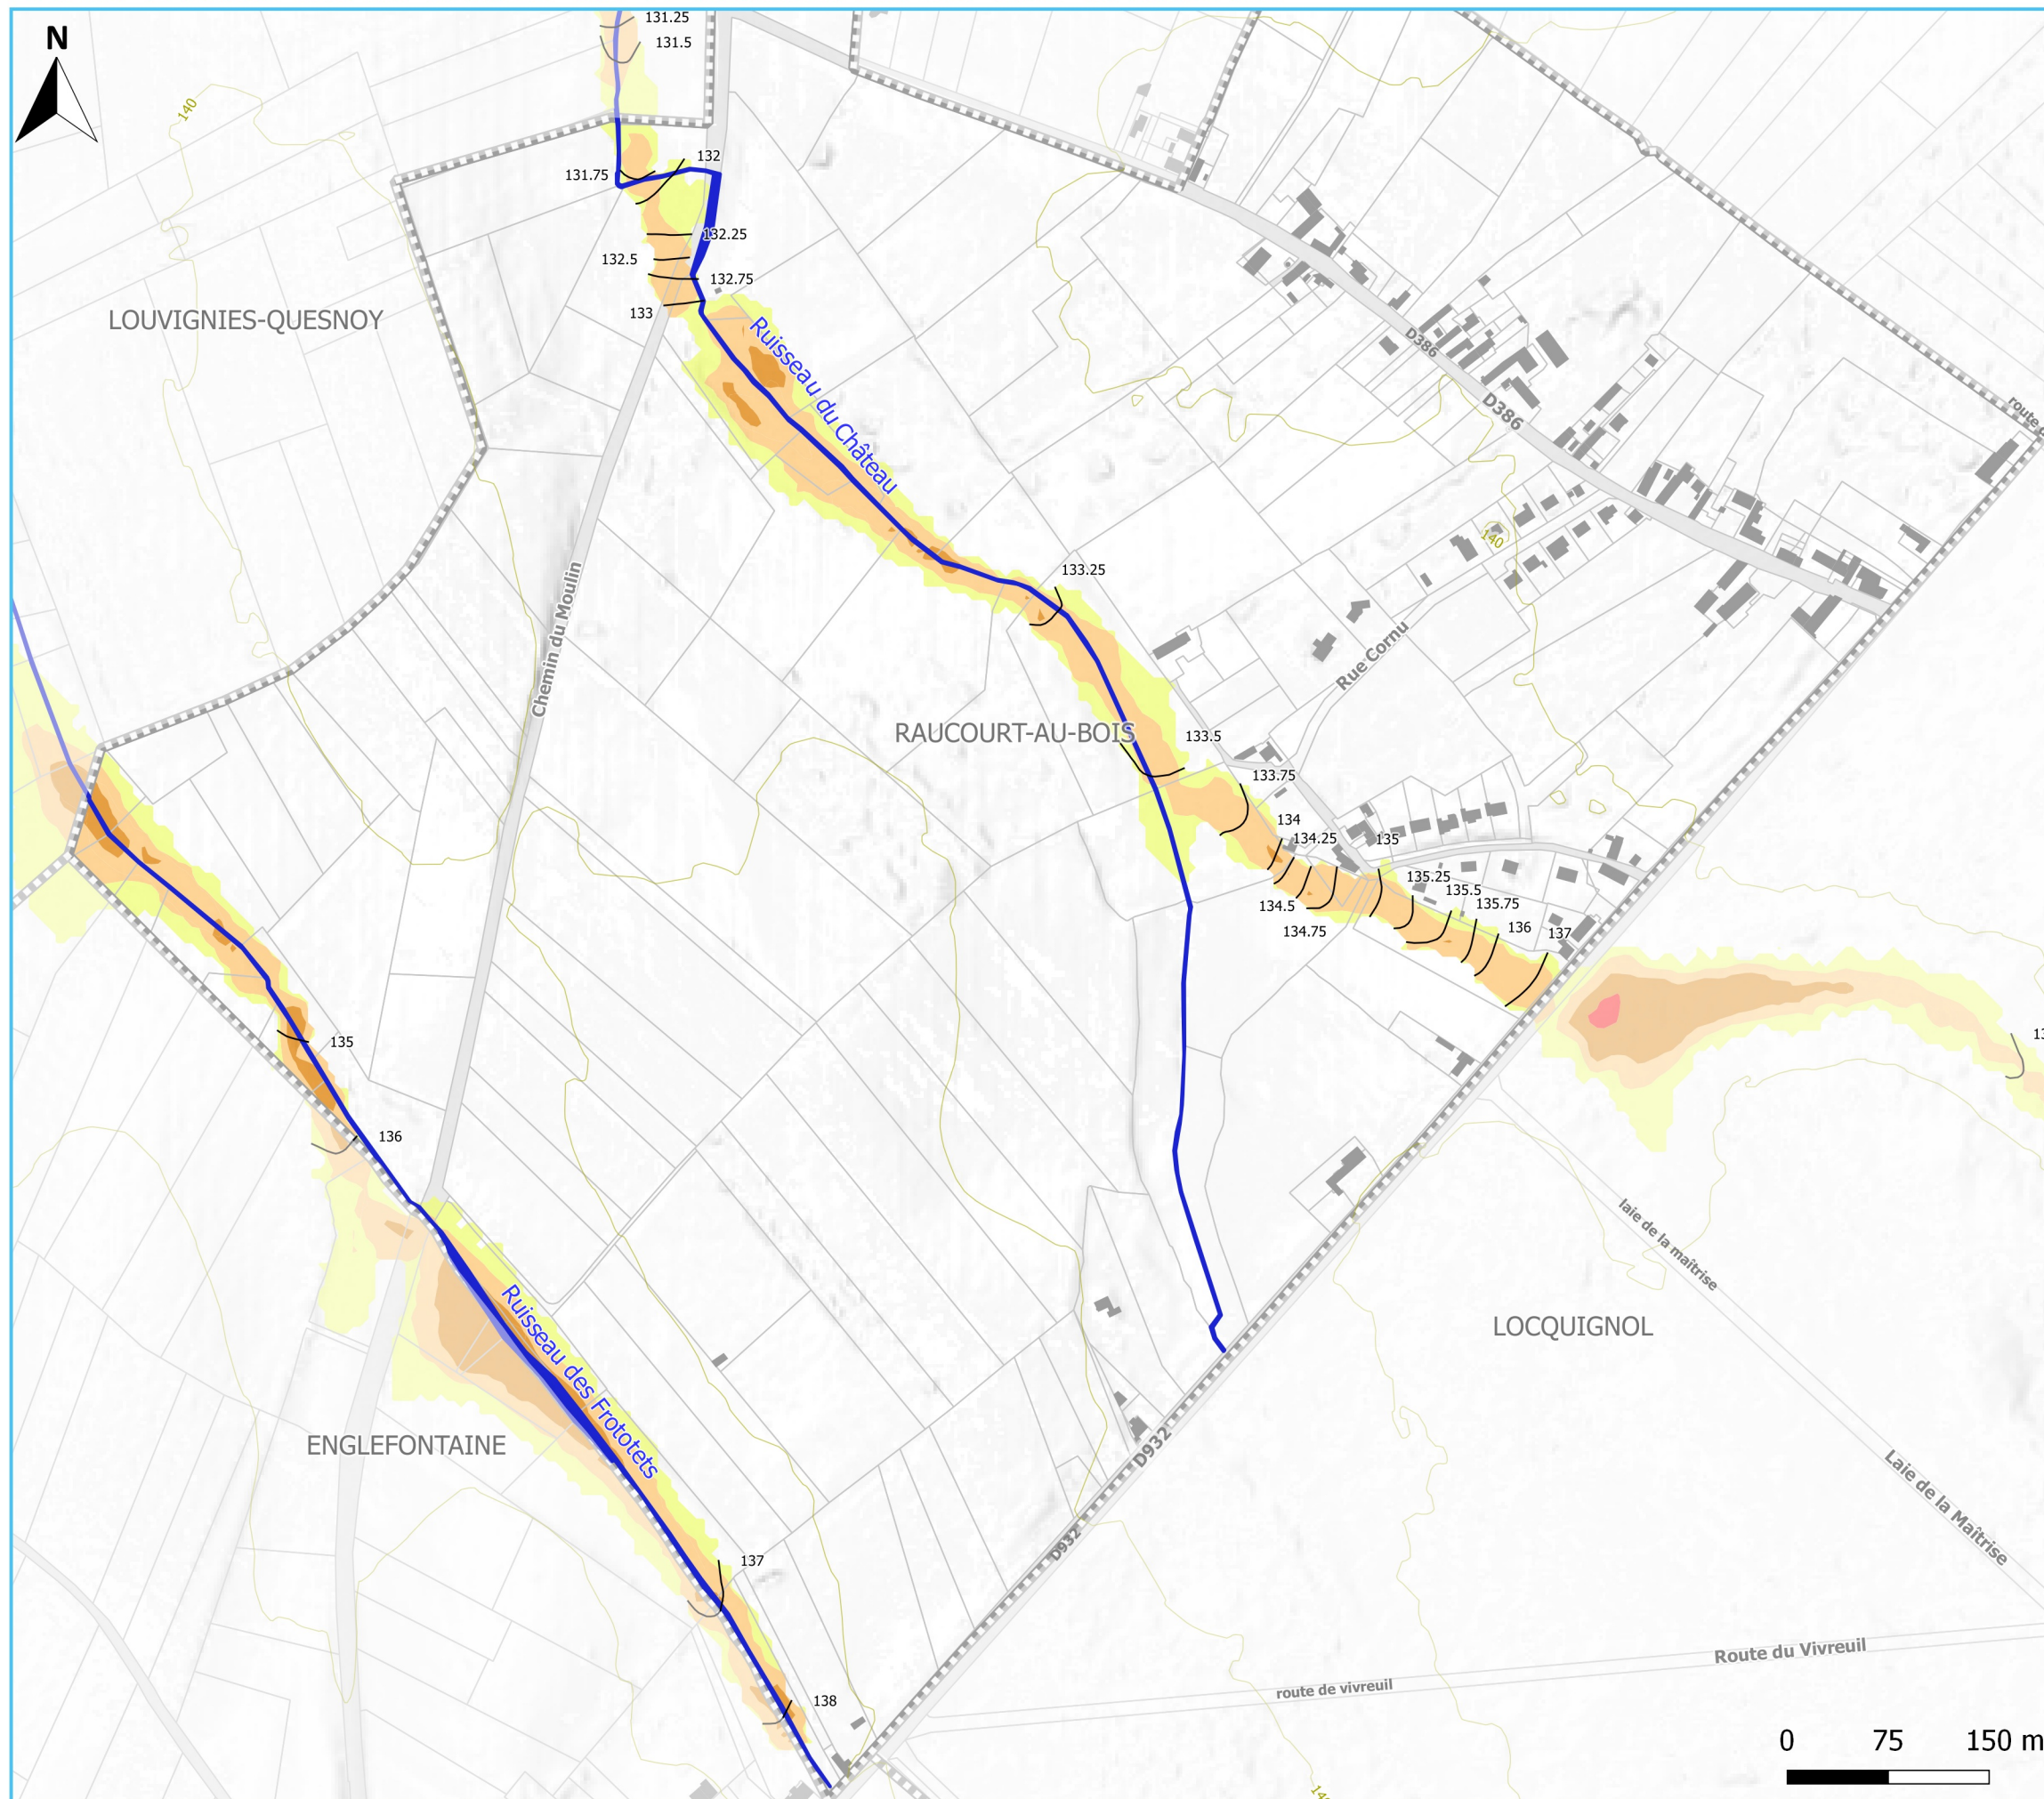 131.25
N
131.5
140
132
131.75
132.25
132.5
132.75
133
LOUVIGNIES-QUESNOY
Ruisseau du Château
D386
D386
140
133.25
Chemin du Moulin
Rue Cornu
RAUCOURT-AU-BOIS
133.5
133.75
134
134.25
135
135.25
135.5
134.5
135.75
134.75
136
137
135
136
laie de la maîtrise
Ruisseau des Frototets
LOCQUIGNOL
ENGLEFONTAINE
D932
Laie de la Maîtrise
D932
137
Route du Vivreuil
route de vivreuil
138
0 75 150 m